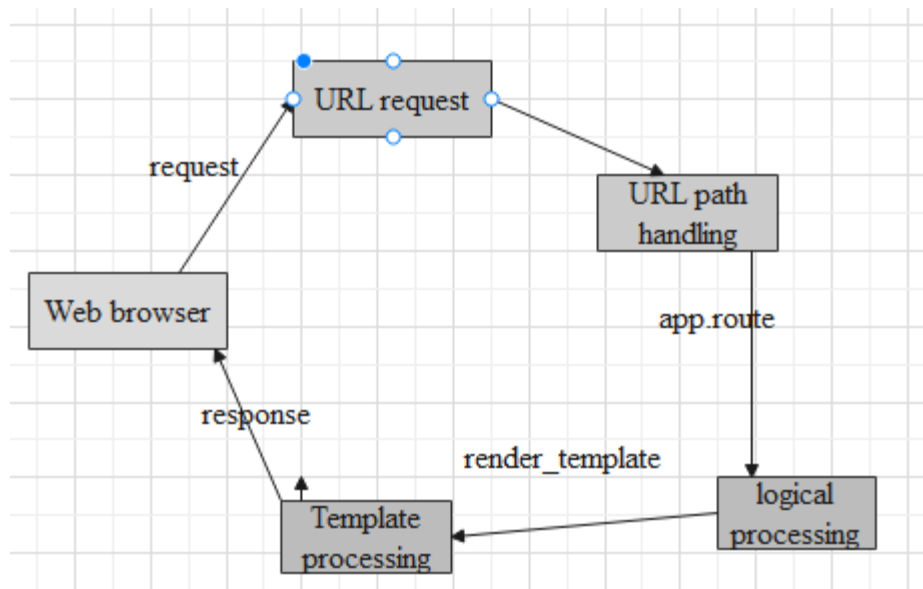 URL request
request
URL path
handling
Web browser
app.route
response
render_template
logical
processing
Template
processing